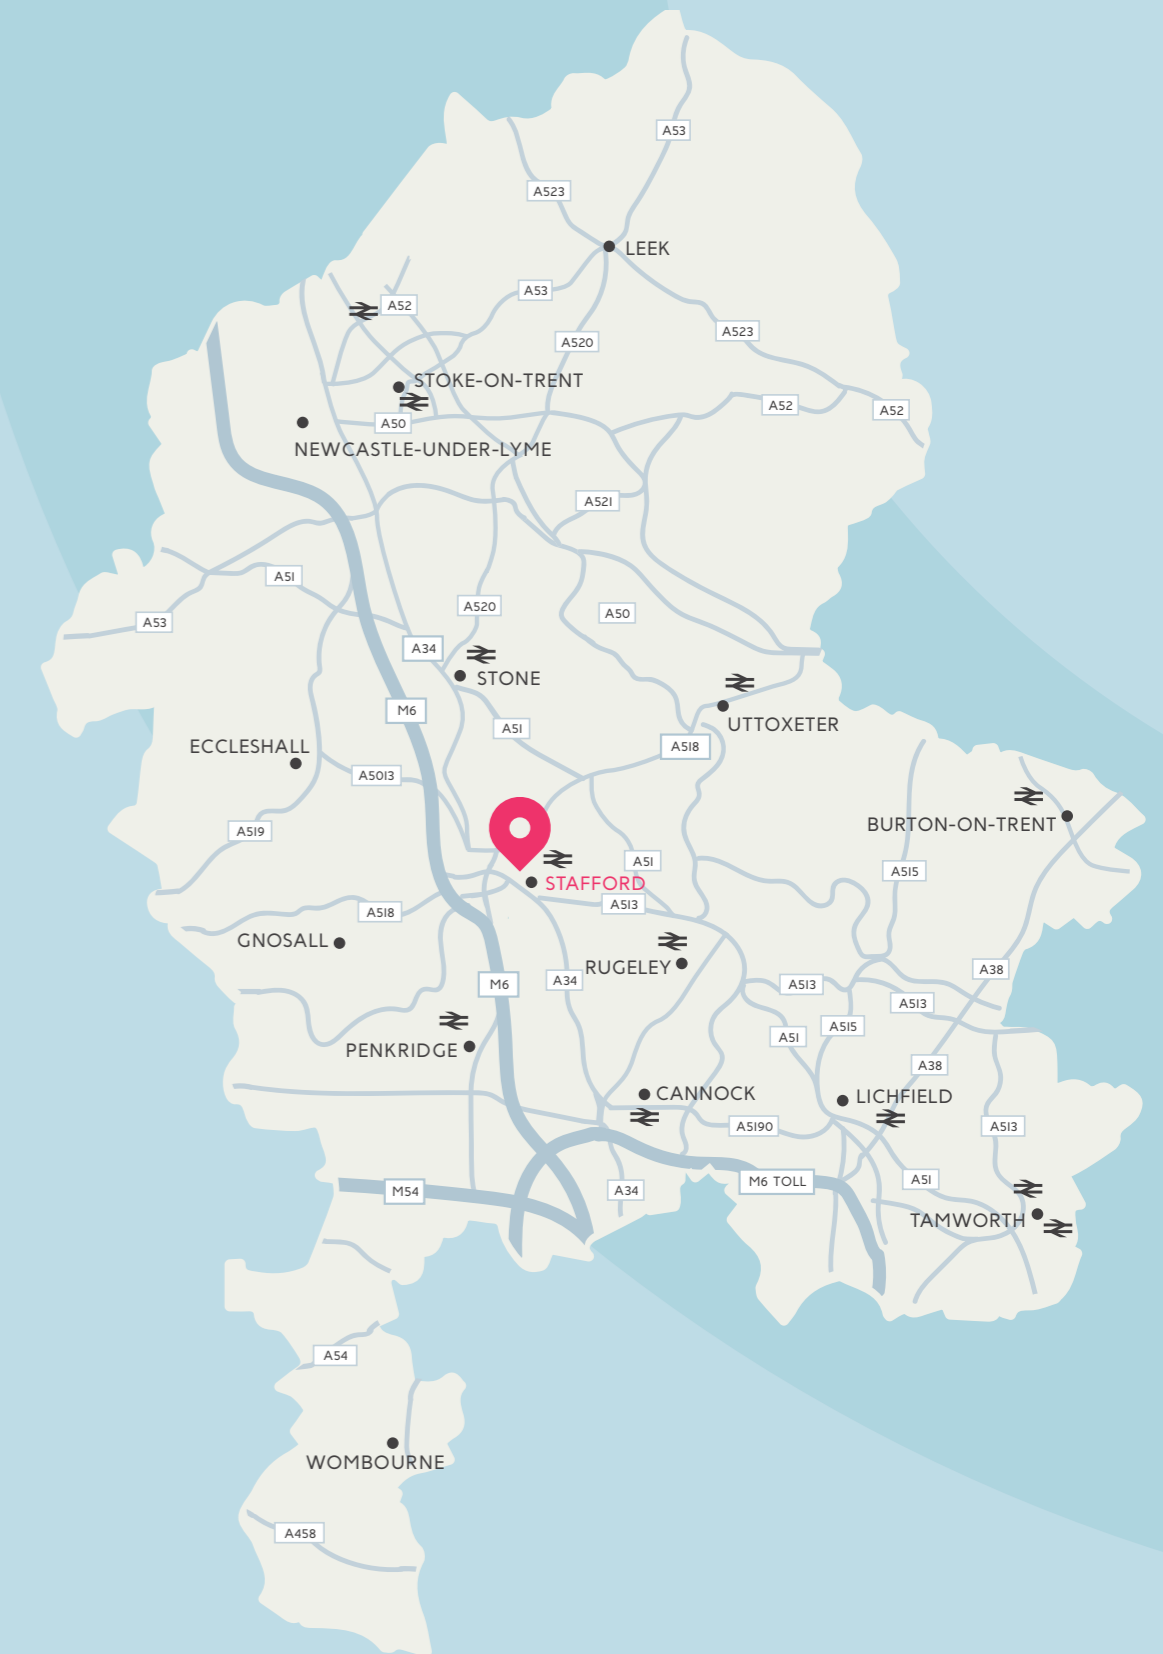 A53
A523
LEEK
A53
A52
A523
A520
STOKE-ON-TRENT
A52
A52
A50
NEWCASTLE-UNDER-LYME
A521
A51
A520
A50
A53
A34
STONE
M6
UTTOXETER
A51
ECCLESHALL
A518
A5013
BURTON-ON-TRENT
A519
A51
A515
STAFFORD
A513
A518
GNOSALL
RUGELEY
A38
A34
M6
A513
A513
A515
A51
PENKRIDGE
A38
CANNOCK
LICHFIELD
A5190
A513
A51
M6 TOLL
M54
A34
TAMWORTH
A54
WOMBOURNE
A458